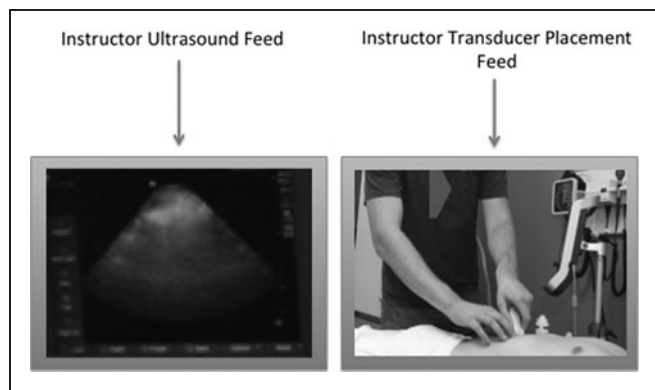 Instructor Ultrasound Feed
Instructor Transducer Placement
Feed